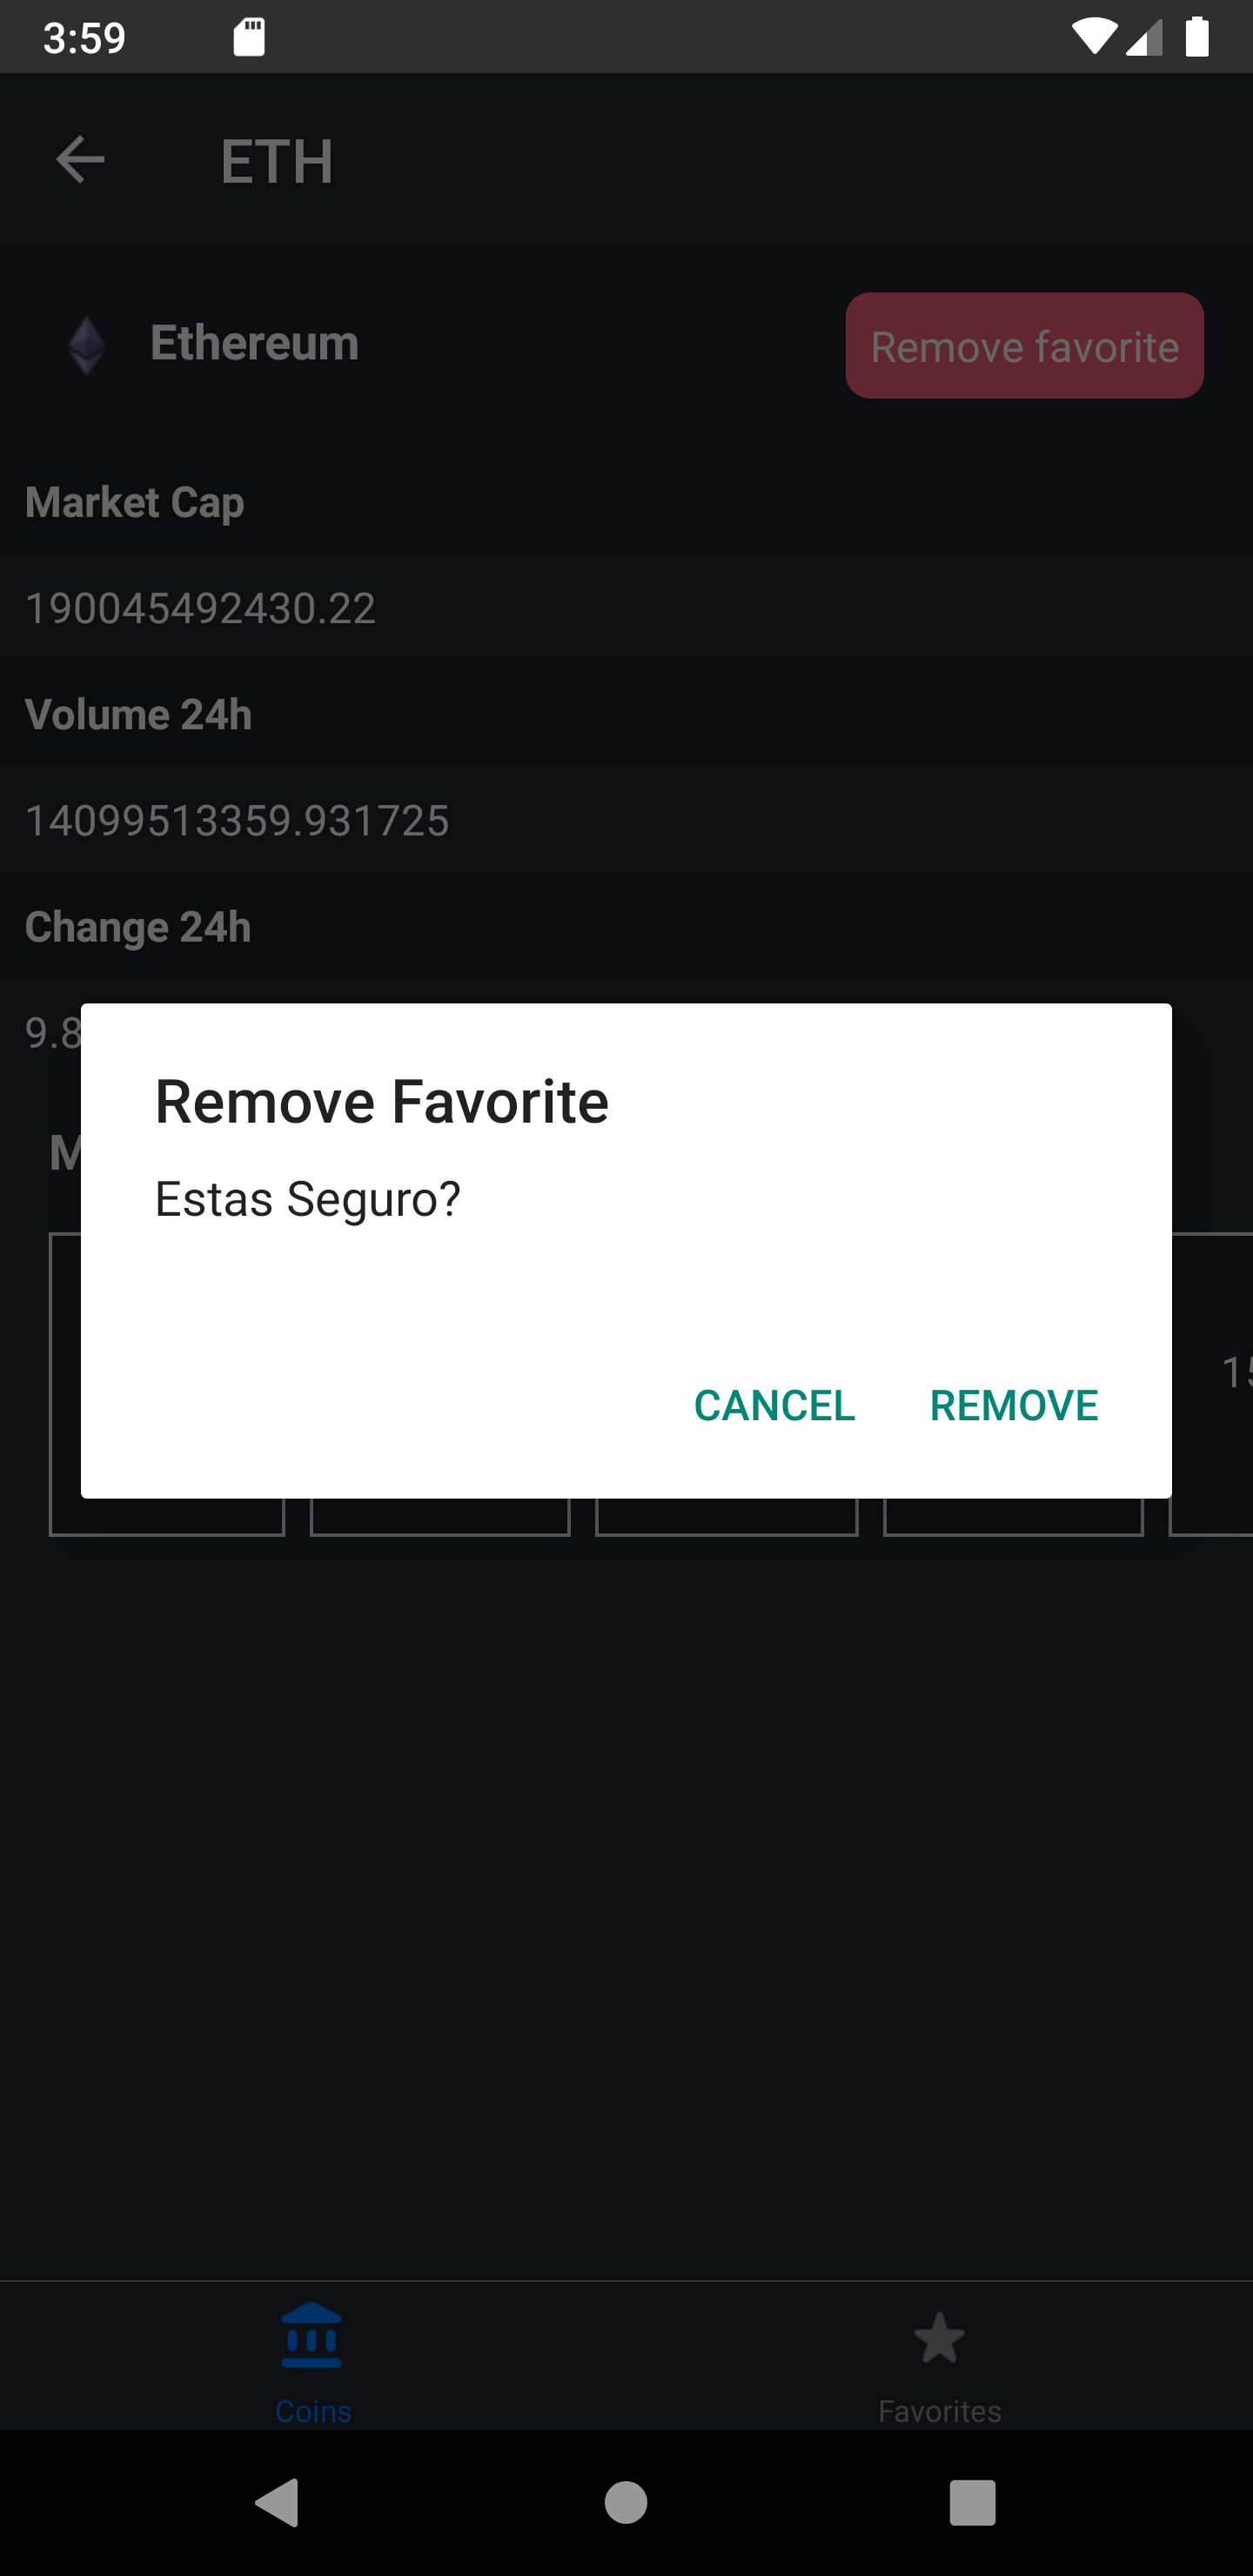 3:59
ETH
Ethereum
Remove favorite
Market Cap
190045492430.22
Volume 24h
14099513359.931725
Change 24h
9.8
Remove Favorite
Estas Seguro?
CANCEL REMOVE
Coins
Favorites